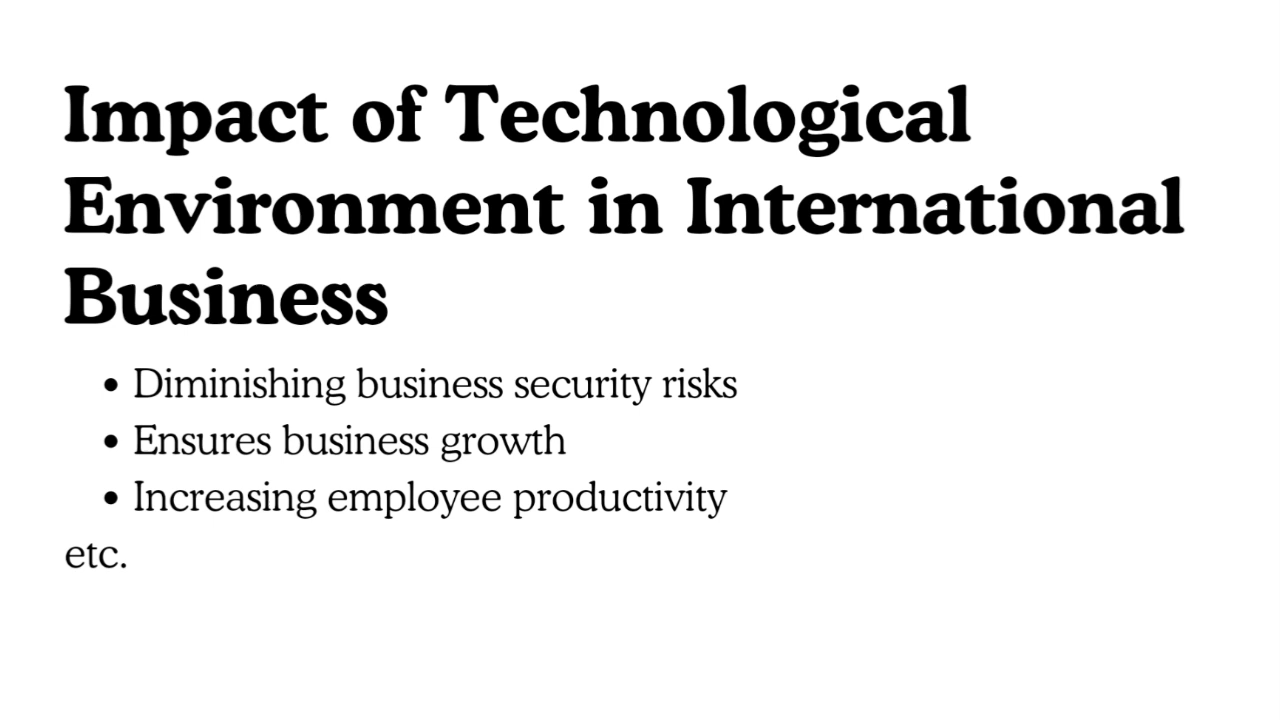 Impact of Technological
Environment in International
Business
• Diminishing business security risks
• Ensures business growth
• Increasing employee productivity
etc.